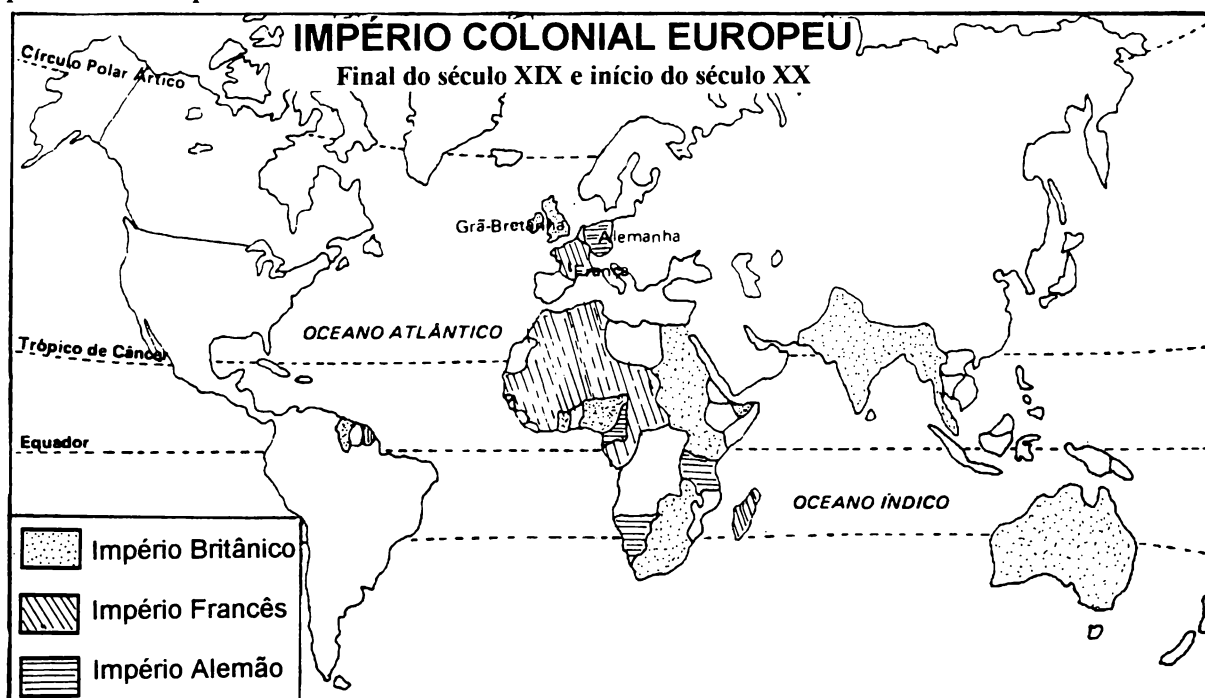 IMPÉRIO COLONIAL EUROPEU
Final do século XIX e início do século XX
Círculo Polar Ártico
Grã-Bretanha
Alemanha
França
OCEANO ATLÂNTICO
Trópico de Câncer
Equador
OCEANO ÍNDICO
Império Britânico
Império Francês
Império Alemão